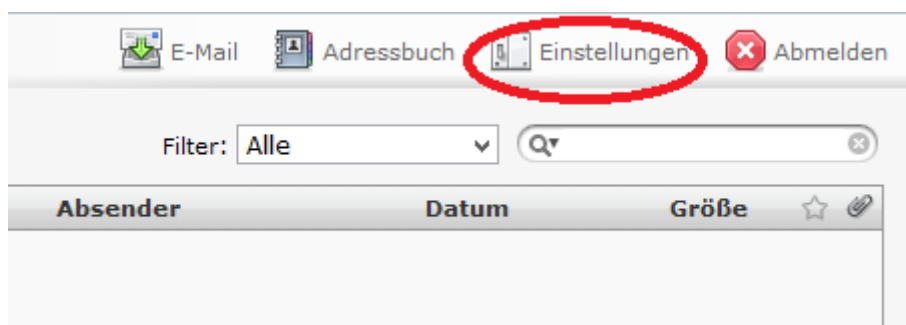 E-Mail Adressbuch Einstellungen Abmelden
Filter: Alle
Absender Datum Größe